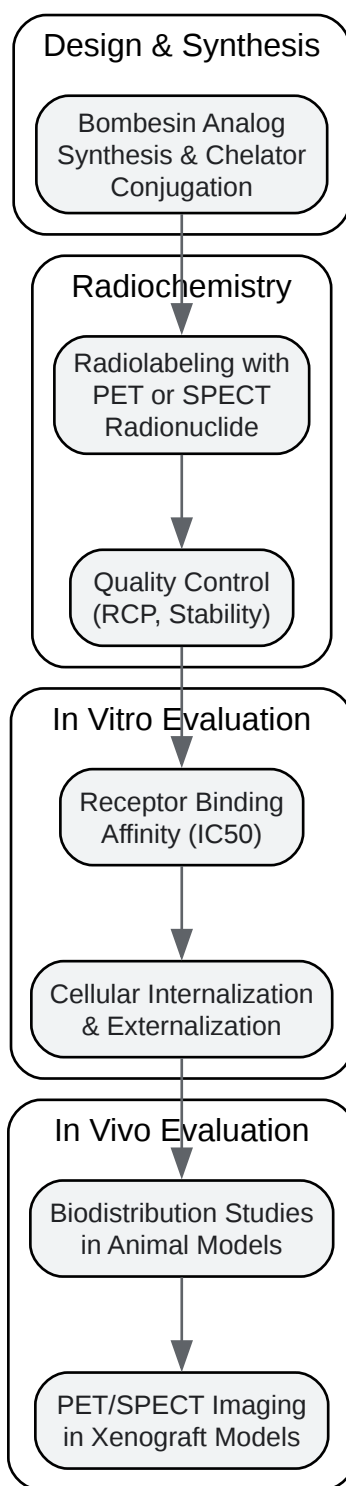 Design & Synthesis
Bombesin Analog
Synthesis & Chelator
Conjugation
Radiochemistry
Radiolabeling with
PET or SPECT
Radionuclide
Quality Control
(RCP, Stability)
In Vitro Evaluation
Receptor Binding
Affinity (IC50)
Cellular Internalization
& Externalization
In Vivo Evaluation
Biodistribution Studies
in Animal Models
PET/SPECT Imaging
in Xenograft Models